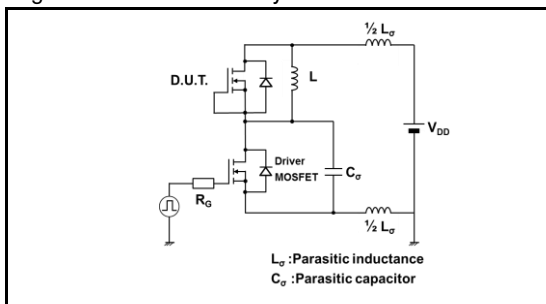 ½ Lσ
D.U.T.
L
VDD
Driver
MOSFET
Cσ
RG
½ Lσ
Lσ :Parasitic inductance
Cσ :Parasitic capacitor